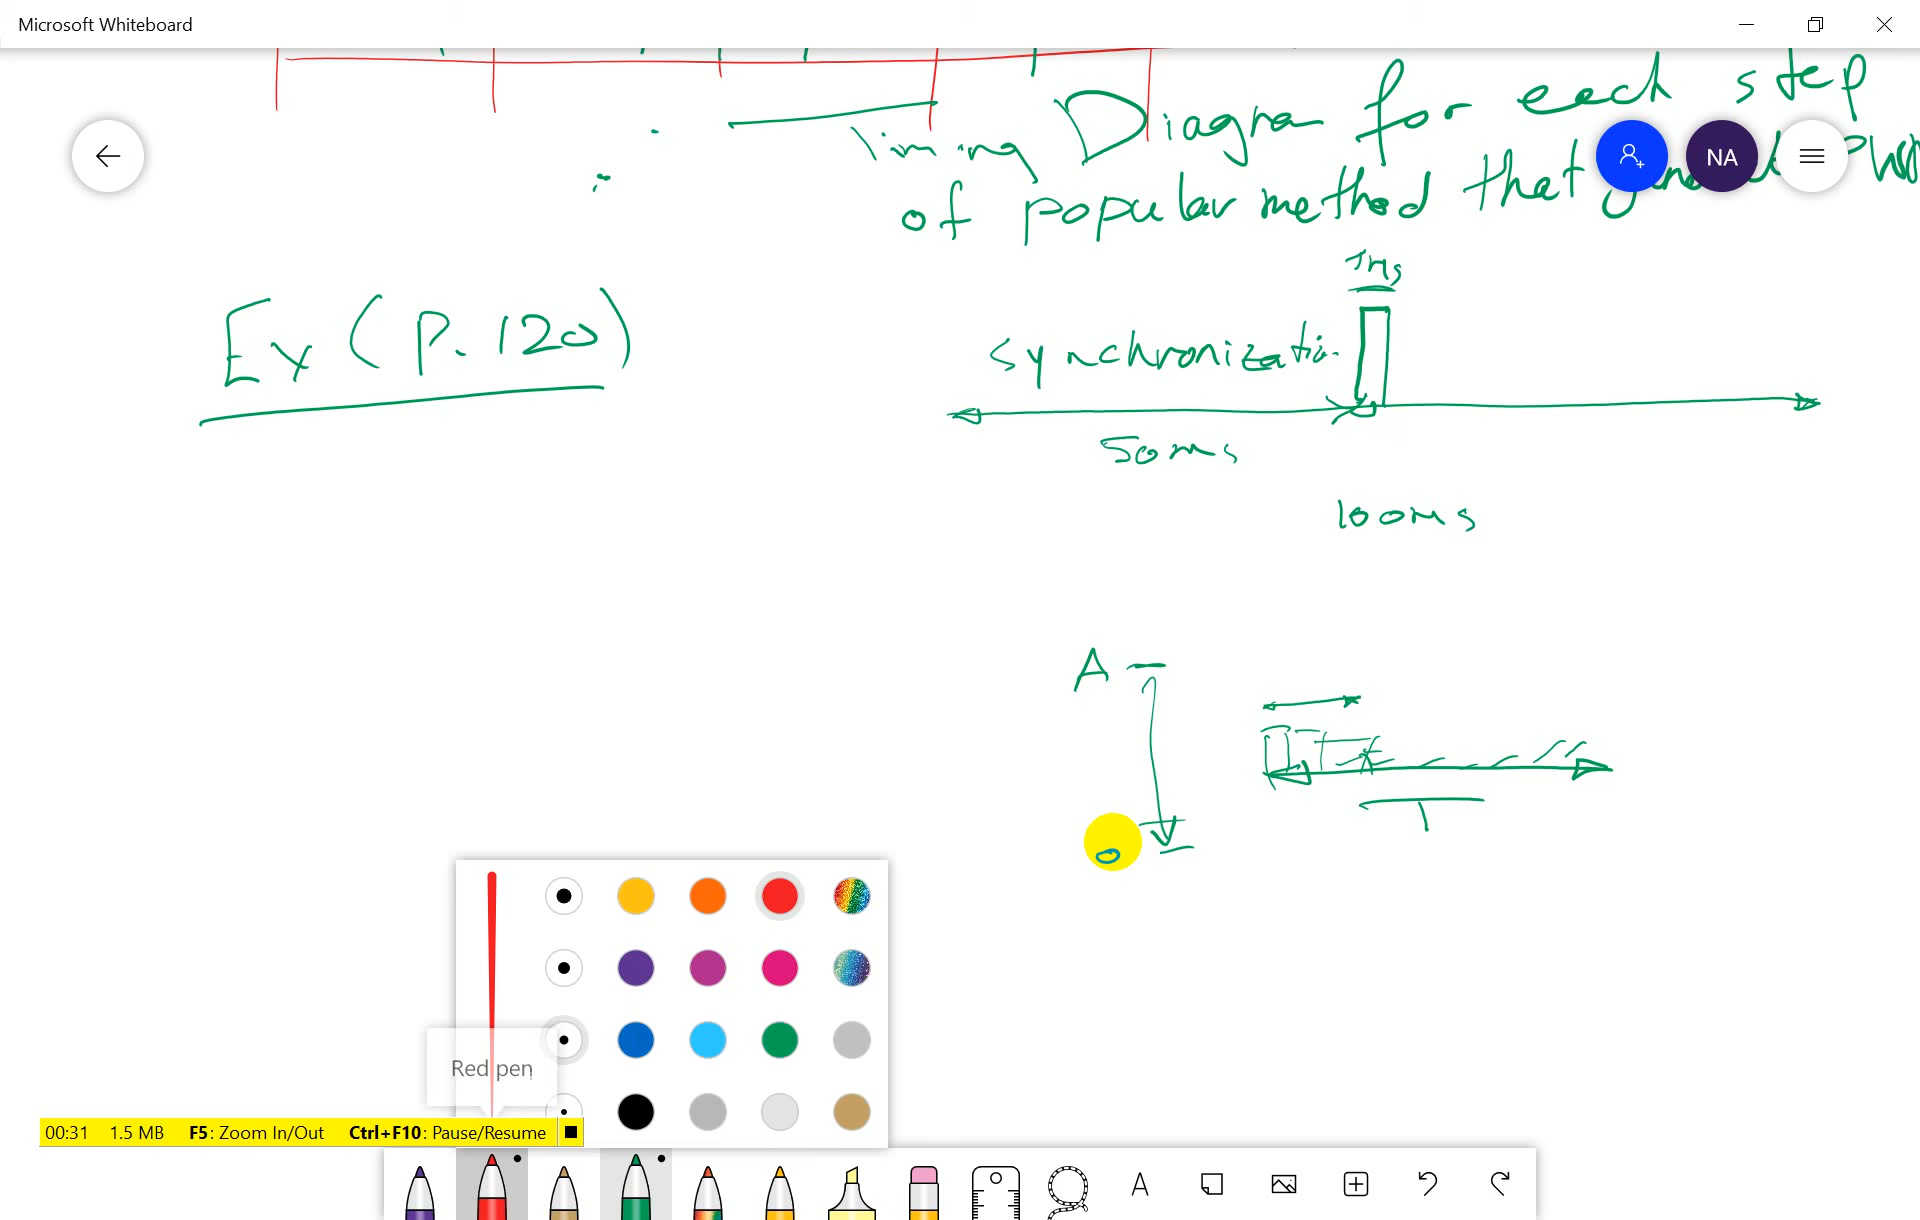 Microsoft Whiteboard
Diagram for each step
of popular method that
NA
Ex (P. 120)
1ms
synchronization
50ms
100ms
A
0
T
Red pen
00:31 1.5 MB F5: Zoom In/Out Ctrl+F10: Pause/Resume
A